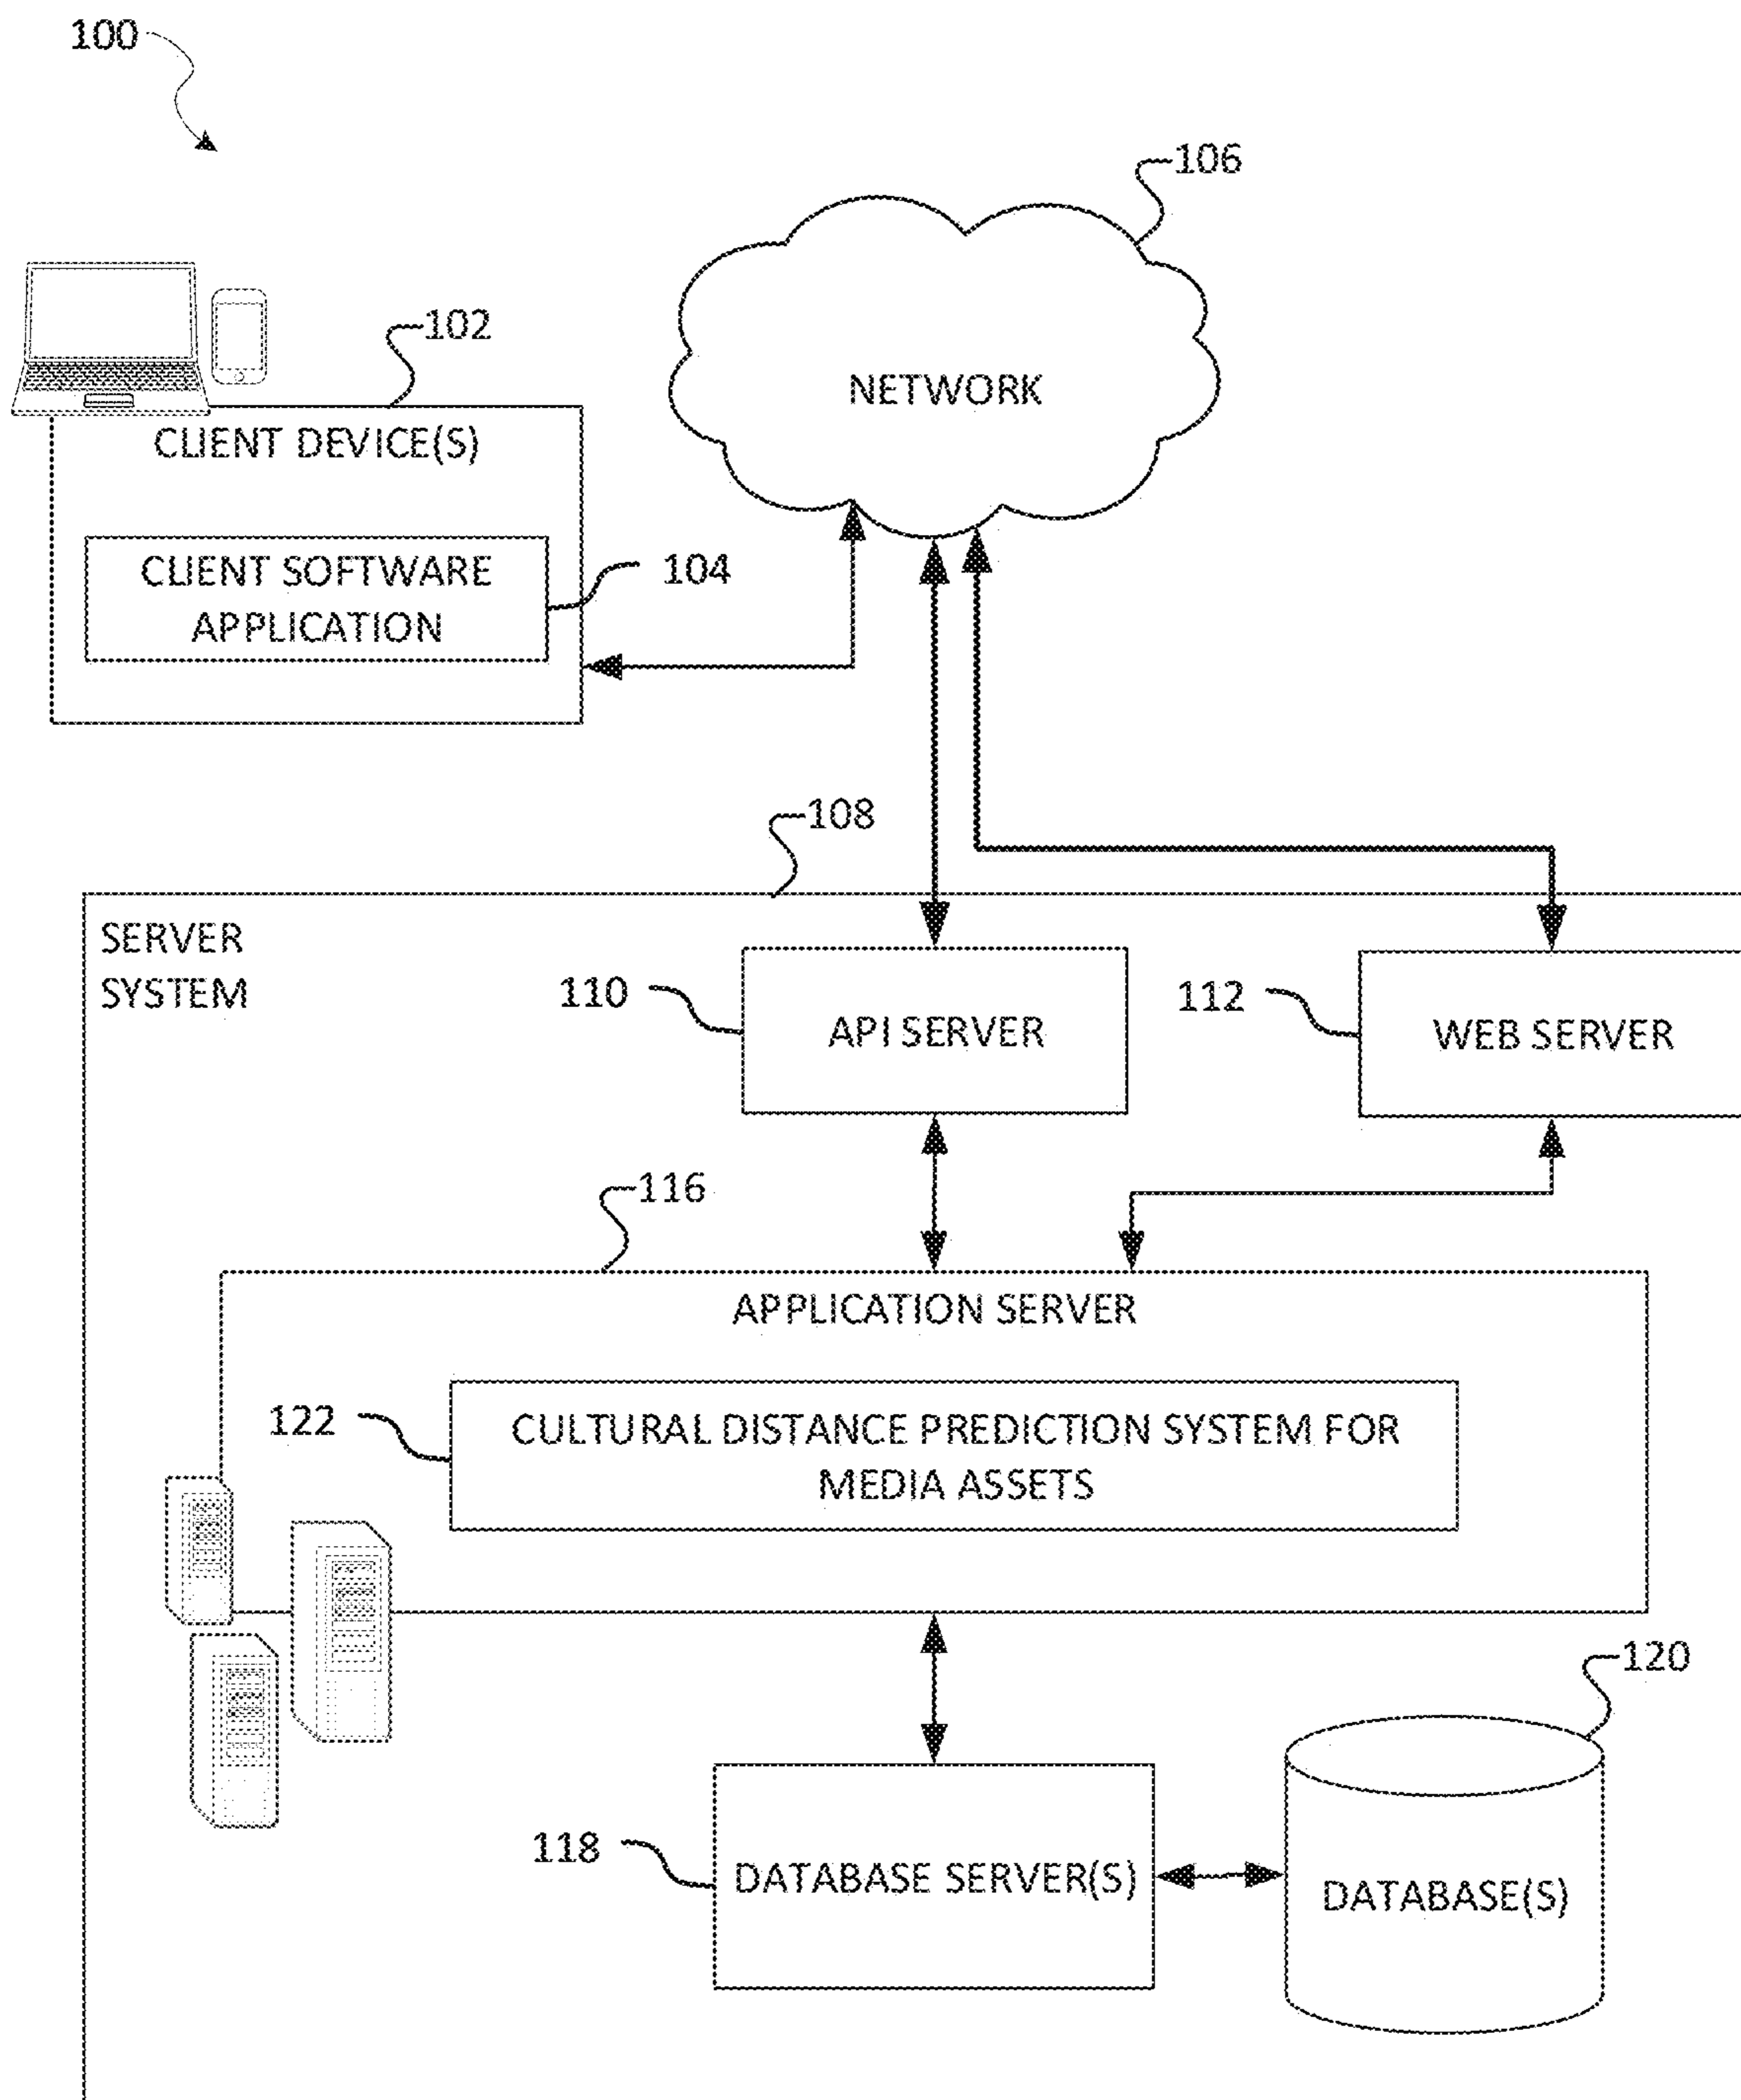 100
106
102
NETWORK
CLIENT DEVICE(S)
CLIENT SOFTWARE
APPLICATION
104
108
SERVER
SYSTEM
110
API SERVER
112
WEB SERVER
116
APPLICATION SERVER
122
CULTURAL DISTANCE PREDICTION SYSTEM FOR
MEDIA ASSETS
120
118
DATABASE SERVER(S)
DATABASE(S)